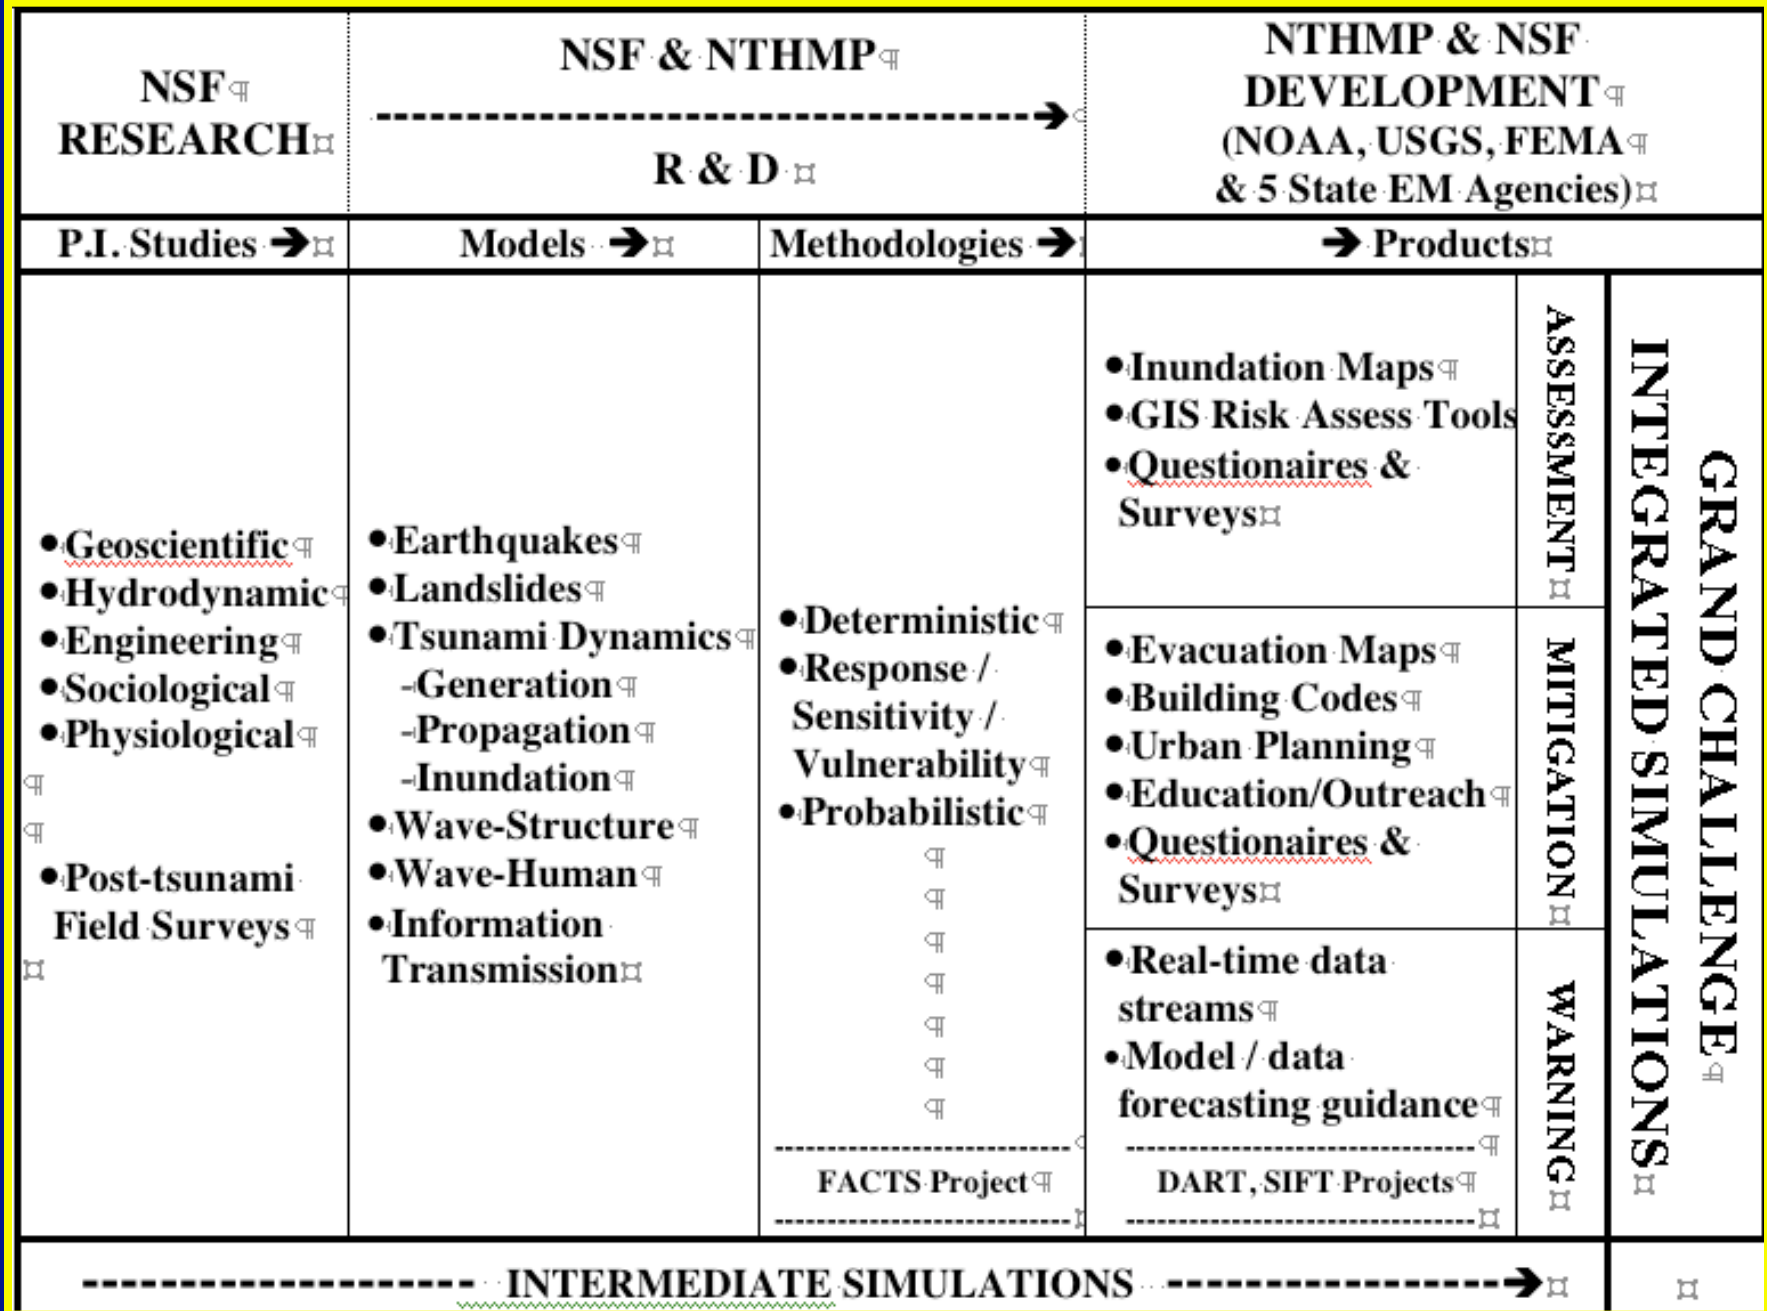 NSF
RESEARCH
NSF & NTHMP
R & D
NTHMP & NSF
DEVELOPMENT
(NOAA, USGS, FEMA
& 5 State EM Agencies)
P.I. Studies
Models
Methodologies
Products
•Geoscientific
•Hydrodynamic
•Engineering
•Sociological
•Physiological
•Post-tsunami
Field Surveys
•Earthquakes
•Landslides
•Tsunami Dynamics
-Generation
-Propagation
-Inundation
•Wave-Structure
•Wave-Human
•Information
Transmission
•Deterministic
•Response /
Sensitivity /
Vulnerability
•Probabilistic
FACTS Project
•Inundation Maps
•GIS Risk Assess Tools
•Questionaires &
Surveys
ASSESSMENT
•Evacuation Maps
•Building Codes
•Urban Planning
•Education/Outreach
•Questionaires &
Surveys
MITIGATION
•Real-time data
streams
•Model / data
forecasting guidance
DART, SIFT Projects
WARNING
GRAND CHALLENGE
INTEGRATED SIMULATIONS
INTERMEDIATE SIMULATIONS